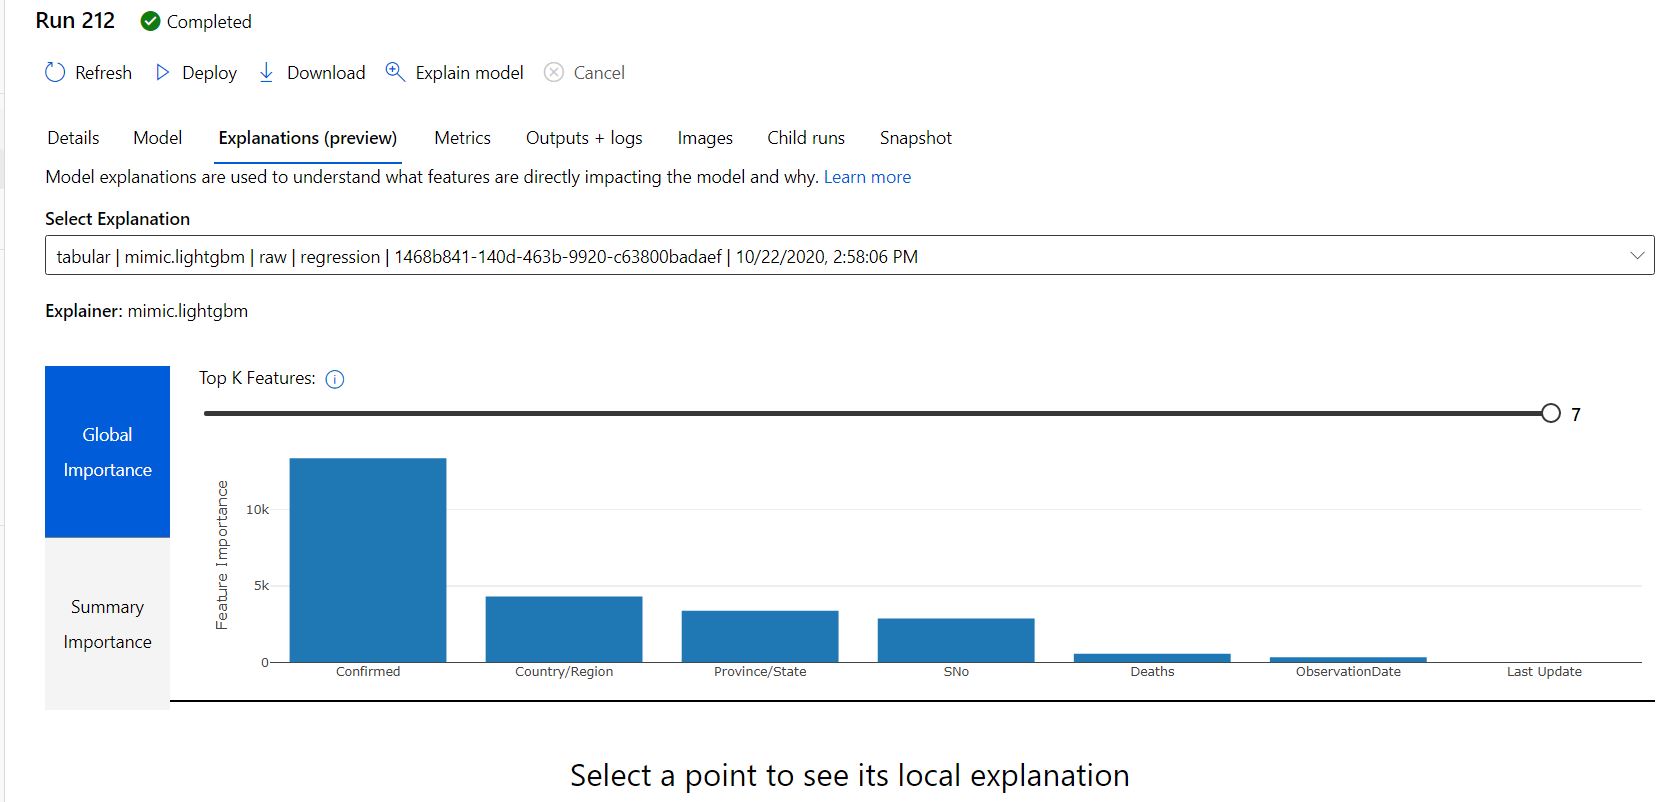 Run 212 Completed
Refresh Deploy Download Explain model Cancel
Details Model Explanations (preview) Metrics Outputs + logs Images Child runs Snapshot
Model explanations are used to understand what features are directly impacting the model and why. Learn more
Select Explanation
tabular | mimic.lightgbm | raw | regression | 1468b841-140d-463b-9920-c63800badaef | 10/22/2020, 2:58:06 PM
Explainer: mimic.lightgbm
Global
Importance
Summary
Importance
Top K Features:
7
Feature Importance
10k
5k
0
Confirmed Country/Region Province/State SNo Deaths ObservationDate Last Update
Select a point to see its local explanation